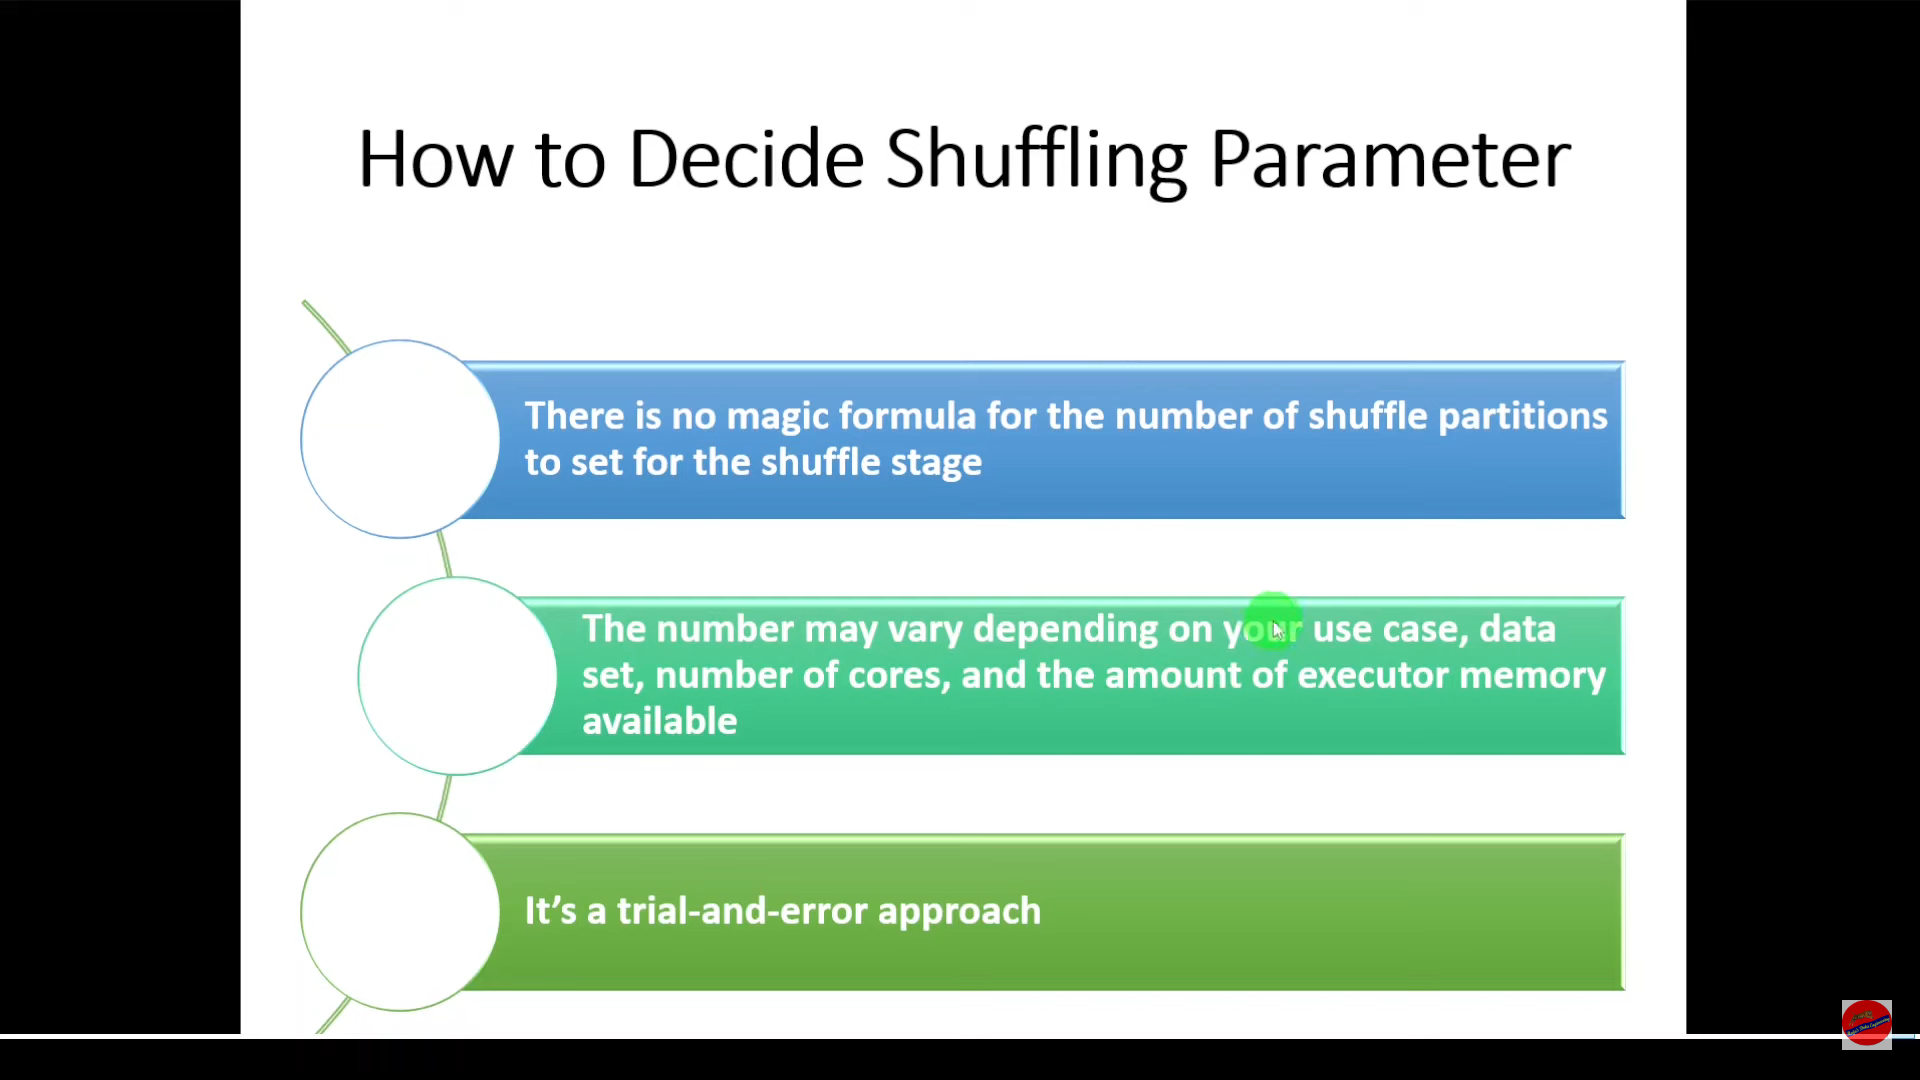 How to Decide Shuffling Parameter
There is no magic formula for the number of shuffle partitions
to set for the shuffle stage
The number may vary depending on your use case, data
set, number of cores, and the amount of executor memory
available
It’s a trial-and-error approach